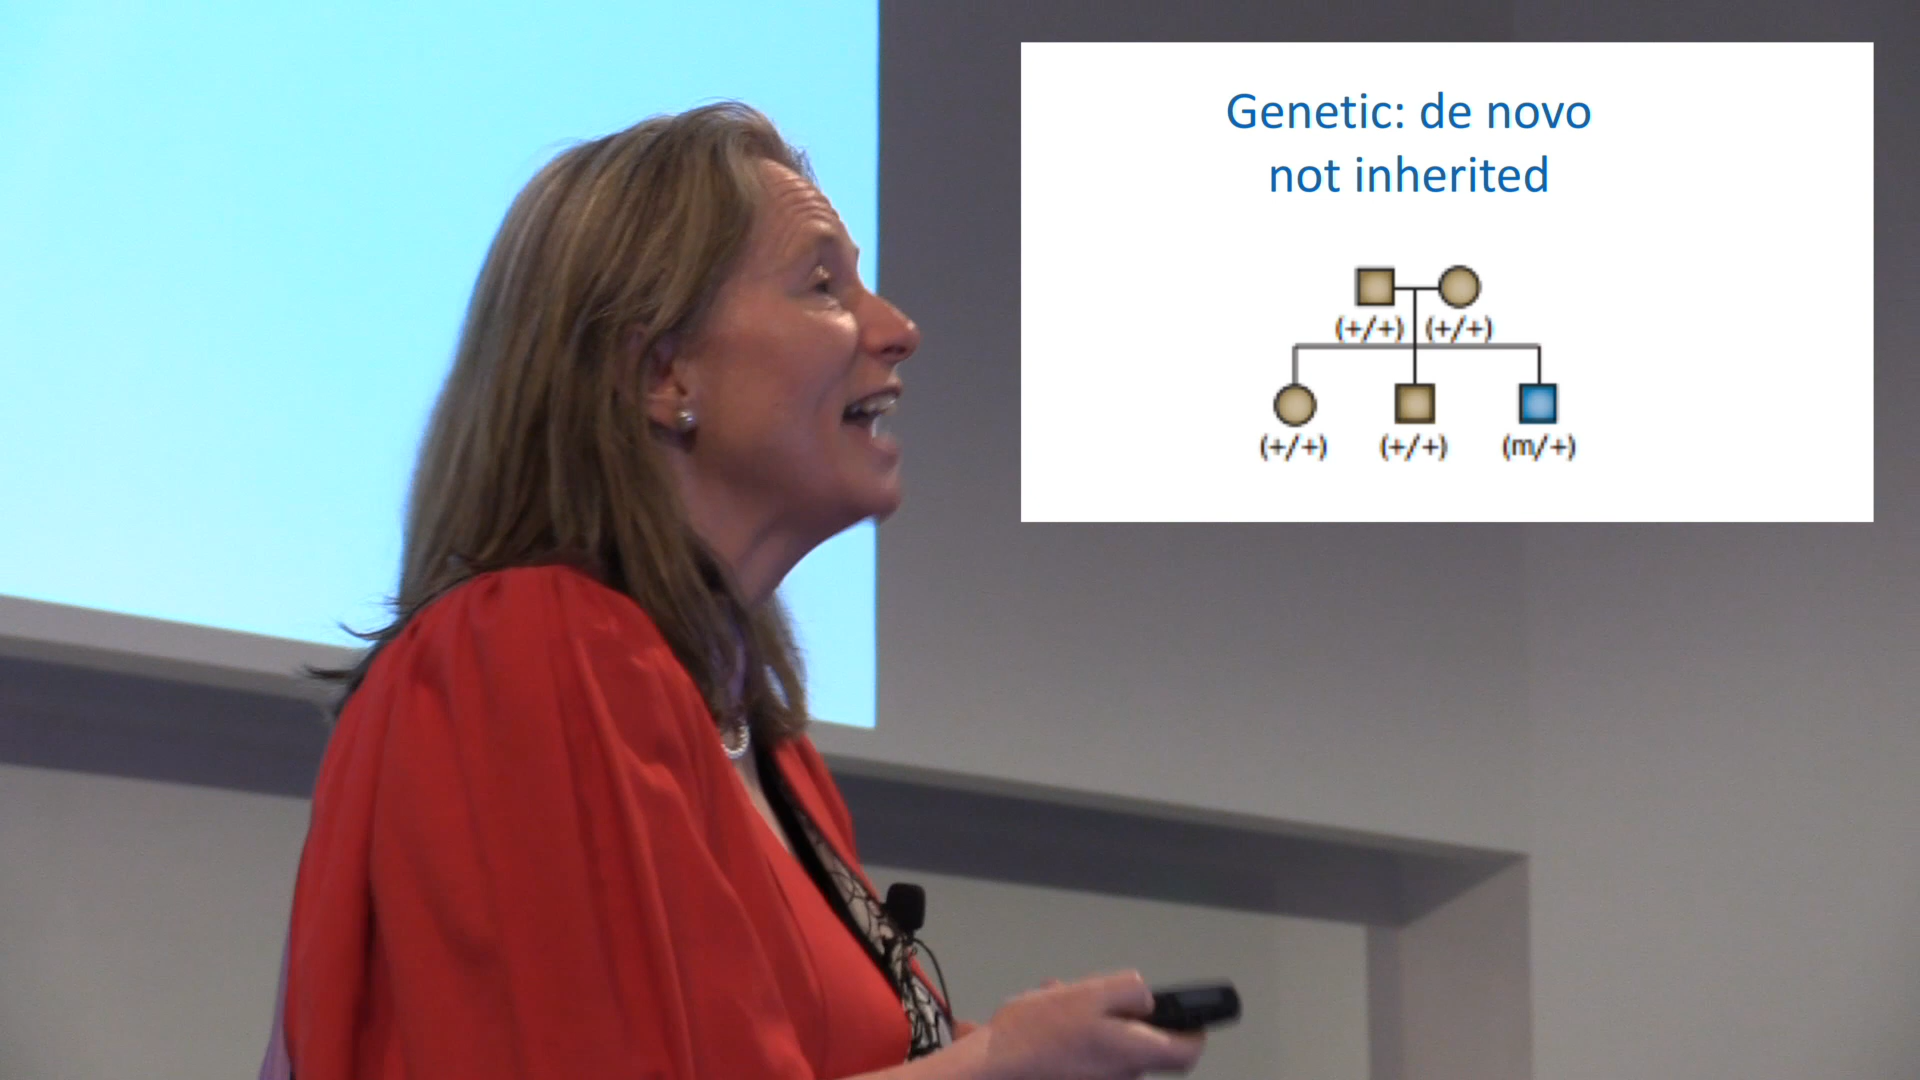 Genetic: de novo
not inherited
(+/+) (+/+)
(+/+) (+/+) (m/+)